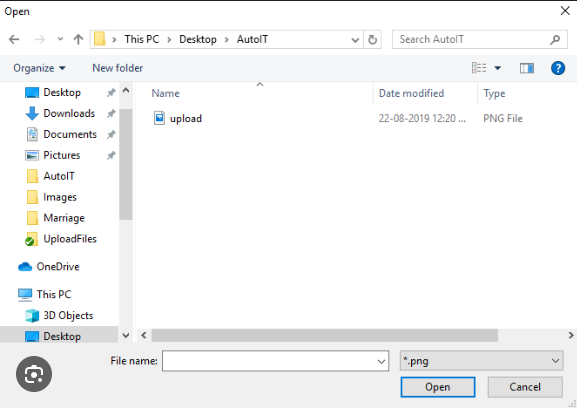 Open
This PC Desktop AutoIT
Search AutoIT
Organize New folder
Name Date modified Type
Desktop
Downloads
Documents
Pictures
AutoIT
Images
Marriage
UploadFiles
OneDrive
This PC
3D Objects
Desktop
upload 22-08-2019 12:20 ... PNG File
File name: *.png
Open Cancel